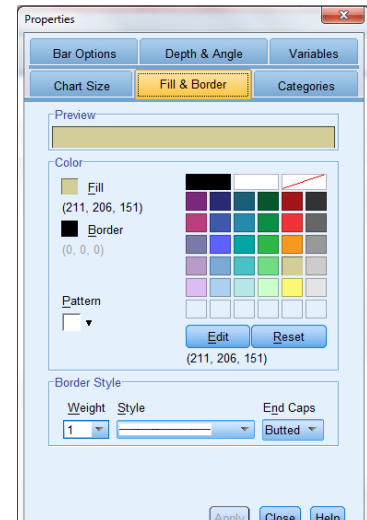 Properties
Bar Options Depth & Angle Variables
Chart Size Fill & Border Categories
Preview
Color
Fill
(211, 206, 151)
Border
(0, 0, 0)
Pattern
Edit Reset
(211, 206, 151)
Border Style
Weight Style End Caps
1 Butted
Apply Close Help